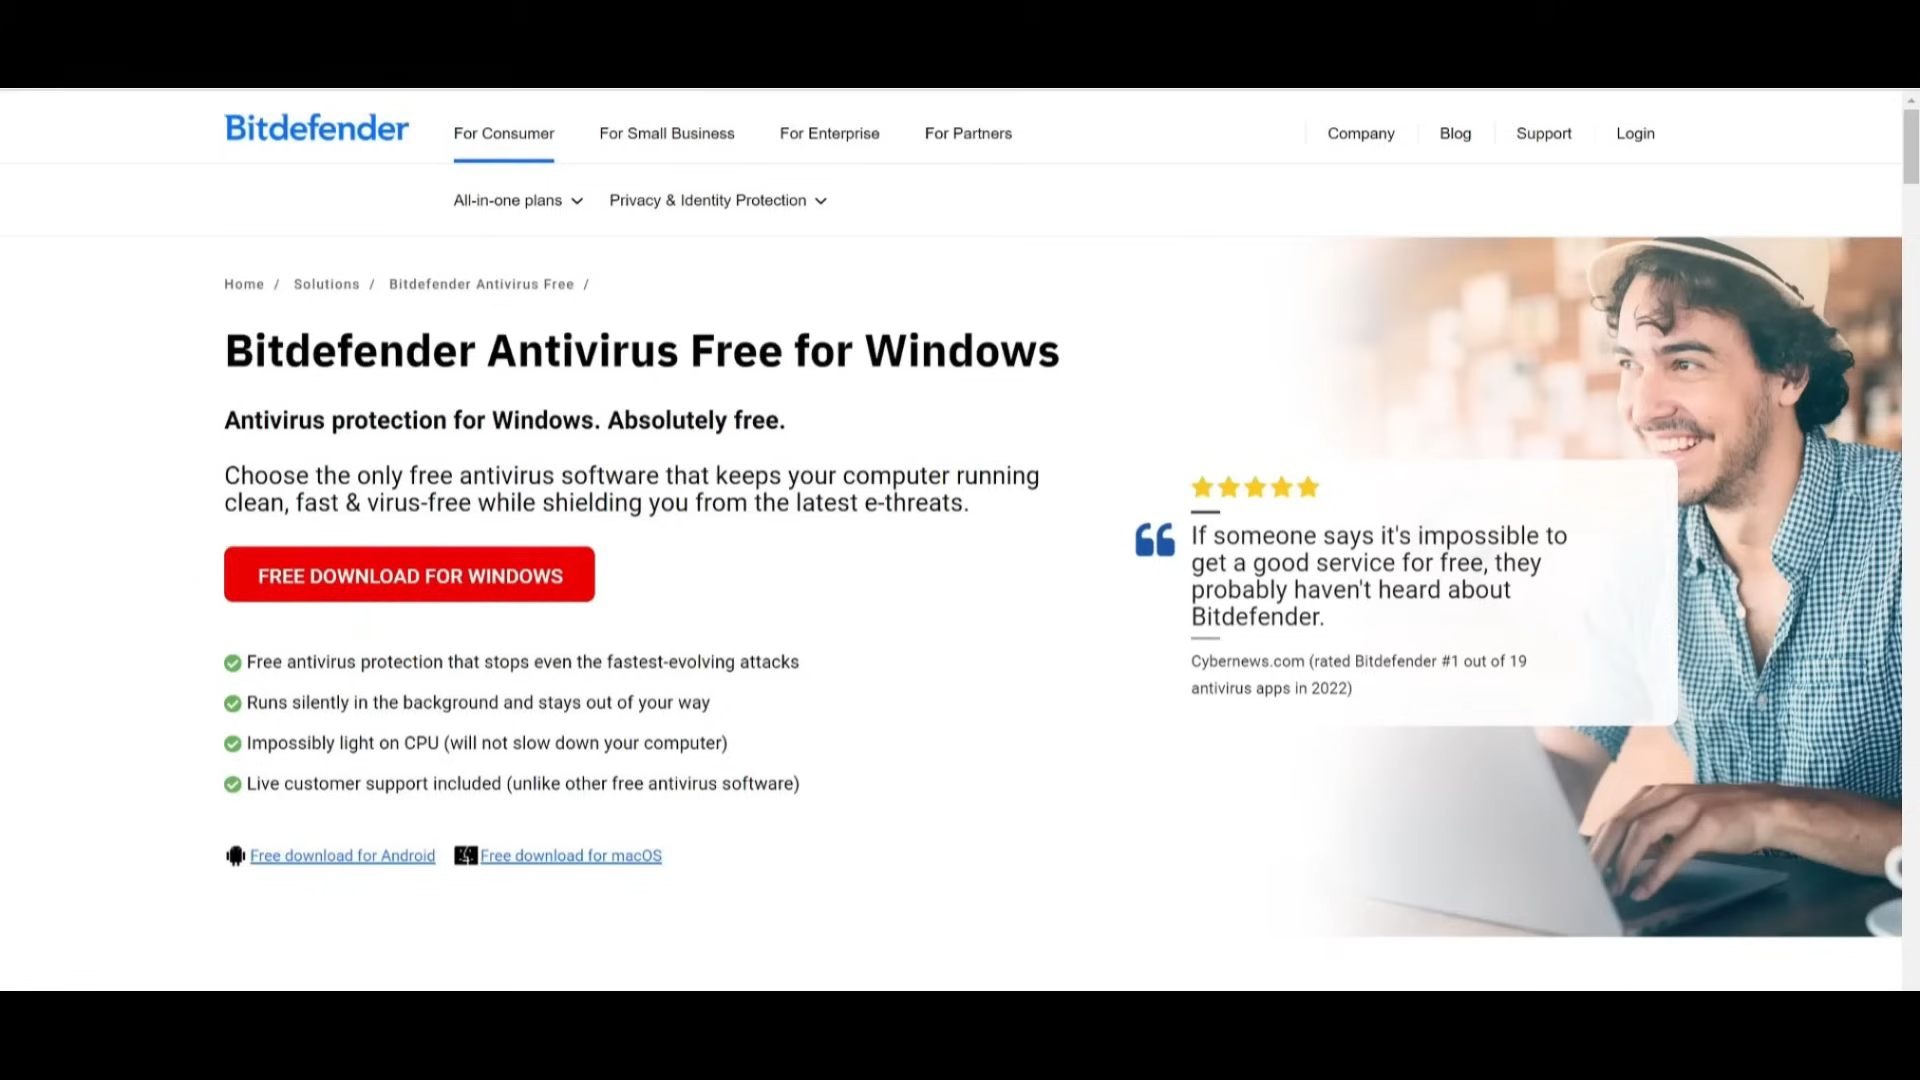 Bitdefender
For Consumer
For Small Business
For Enterprise
For Partners
Company
Blog
Support
Login
All-in-one plans
Privacy & Identity Protection
Home / Solutions / Bitdefender Antivirus Free /
Bitdefender Antivirus Free for Windows
Antivirus protection for Windows. Absolutely free.
Choose the only free antivirus software that keeps your computer running
clean, fast & virus-free while shielding you from the latest e-threats.
FREE DOWNLOAD FOR WINDOWS
Free antivirus protection that stops even the fastest-evolving attacks
Runs silently in the background and stays out of your way
Impossibly light on CPU (will not slow down your computer)
Live customer support included (unlike other free antivirus software)
Free download for Android
Free download for macOS
If someone says it's impossible to
get a good service for free, they
probably haven't heard about
Bitdefender.
Cybernews.com (rated Bitdefender #1 out of 19
antivirus apps in 2022)